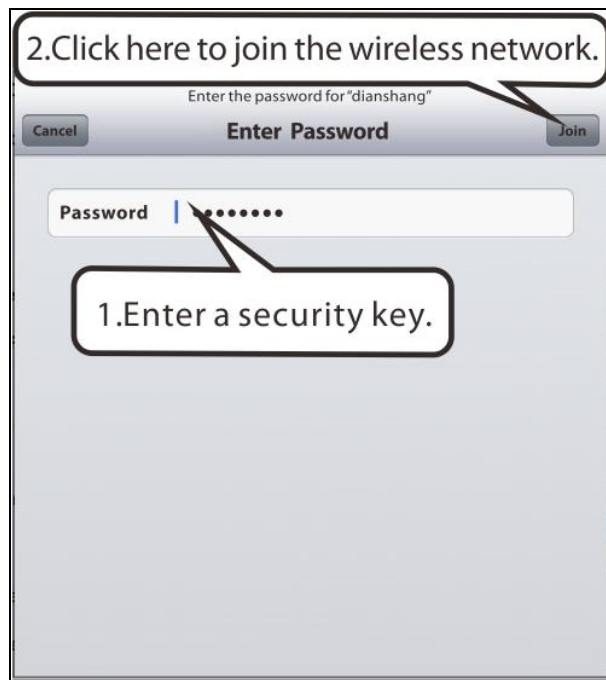 2.Click here to join the wireless network.
Enter the password for "dianshang"
Cancel
Enter Password
Join
Password ••••••••
1.Enter a security key.